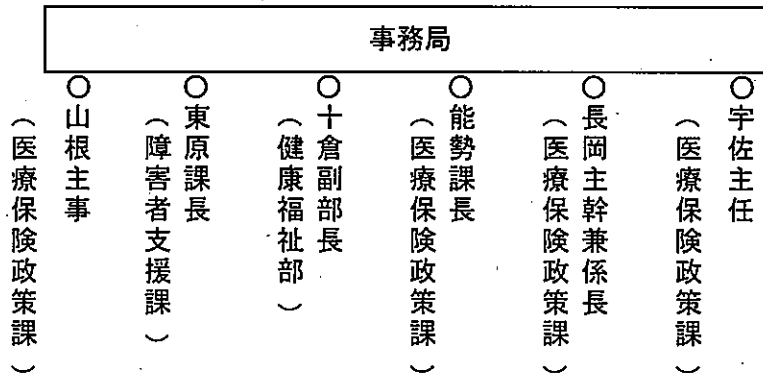 事務局
○宇佐主任
（医療保険政策課）
○長岡主幹兼係長
（医療保険政策課）
○能勢課長
（医療保険政策課）
○十倉副部長
（健康福祉部）
○東原課長
（障害者支援課）
○山根主事
（医療保険政策課）